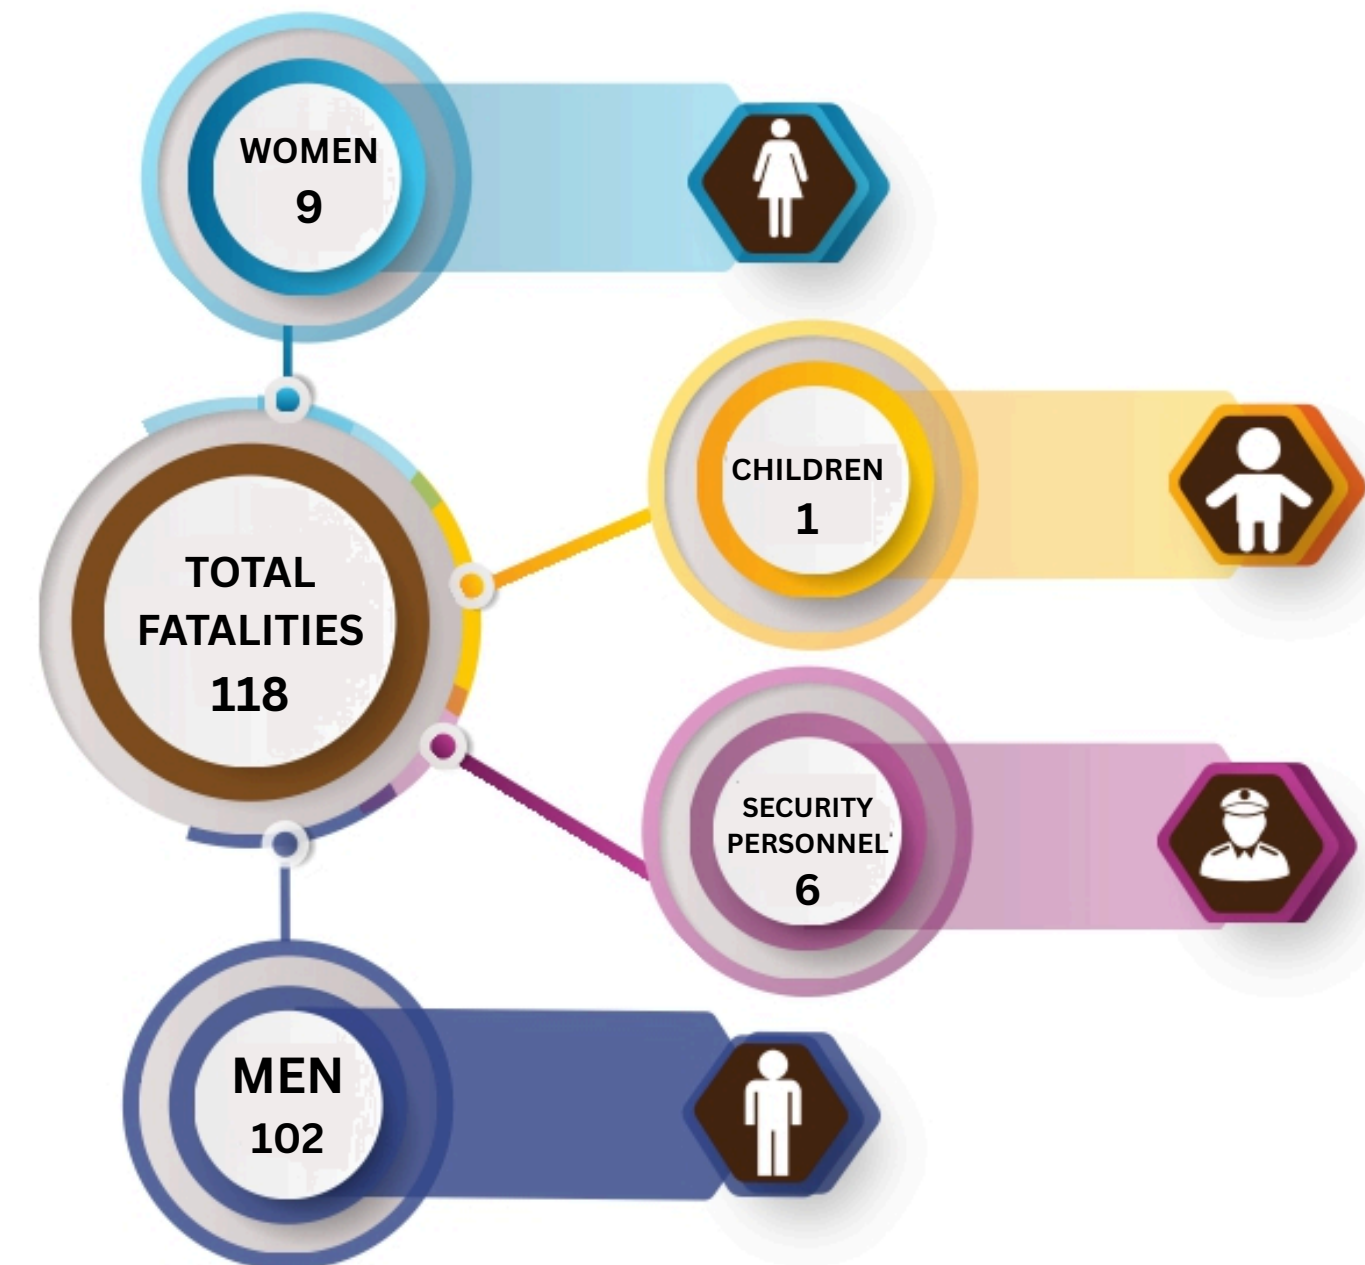 WOMEN
9
CHILDREN
1
TOTAL
FATALITIES
118
SECURITY
PERSONNEL
6
MEN
102